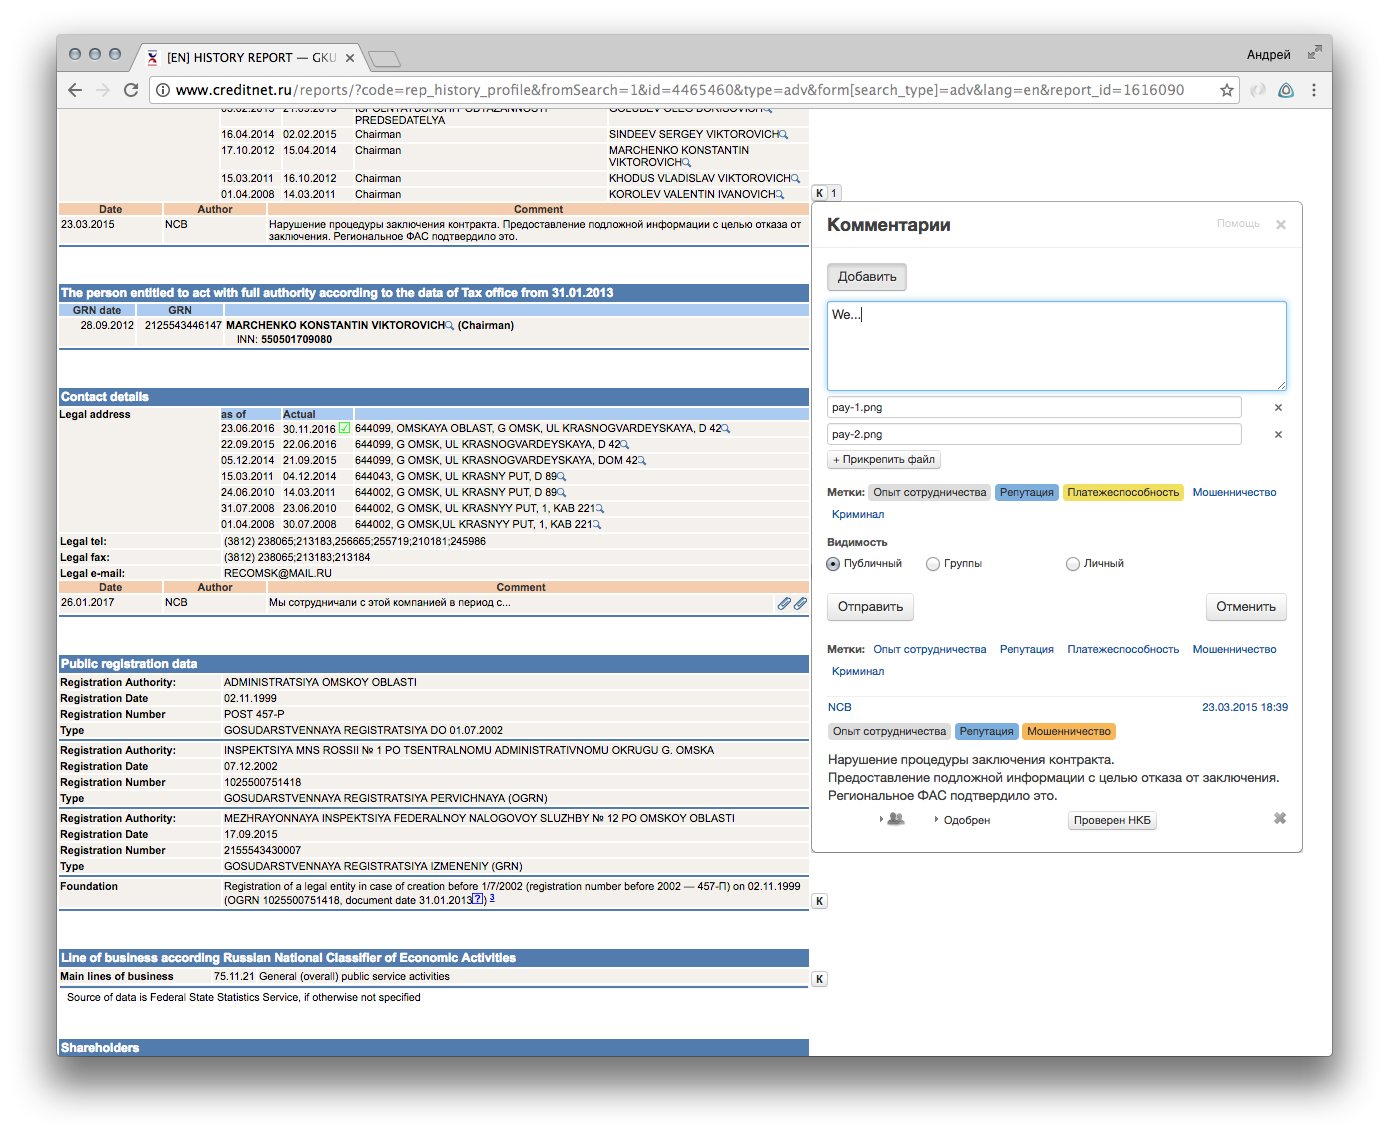 [EN] HISTORY REPORT — GKU
Андрей
www.creditnet.ru/reports/?code=rep_history_profile&fromSearch=1&id=4465460&type=adv&form[search_type]=adv&lang=en&report_id=1616090
PREDSEDATELYA
16.04.2014 02.02.2015 Chairman SINDEEV SERGEY VIKTOROVICH
17.10.2012 15.04.2014 Chairman MARCHENKO KONSTANTIN
VIKTOROVICH
15.03.2011 16.10.2012 Chairman KHODUS VLADISLAV VIKTOROVICH
01.04.2008 14.03.2011 Chairman KOROLEV VALENTIN IVANOVICH
Date Author Comment
23.03.2015 NCB Нарушение процедуры заключения контракта. Предоставление подложной информации с целью отказа от
заключения. Региональное ФАС подтвердило это.
The person entitled to act with full authority according to the data of Tax office from 31.01.2013
GRN date GRN
28.09.2012 2125543446147 MARCHENKO KONSTANTIN VIKTOROVICH (Chairman)
INN: 550501709080
Contact details
Legal address as of Actual
23.06.2016 30.11.2016 644099, OMSKAYA OBLAST, G OMSK, UL KRASNOGVARDEYSKAYA, D 42
22.09.2015 22.06.2016 644099, G OMSK, UL KRASNOGVARDEYSKAYA, D 42
05.12.2014 21.09.2015 644099, G OMSK, UL KRASNOGVARDEYSKAYA, DOM 42
15.03.2011 04.12.2014 644043, G OMSK, UL KRASNY PUT, D 89
24.06.2010 14.03.2011 644002, G OMSK, UL KRASNY PUT, D 89
31.07.2008 23.06.2010 644002, G OMSK, UL KRASNYY PUT, 1, KAB 221
01.04.2008 30.07.2008 644002, G OMSK,UL KRASNYY PUT, 1, KAB 221
Legal tel: (3812) 238065;213183,256665;255719;210181;245986
Legal fax: (3812) 238065;213183;213184
Legal e-mail: RECOMSK@MAIL.RU
Date Author Comment
26.01.2017 NCB Мы сотрудничали с этой компанией в период с...
Public registration data
Registration Authority: ADMINISTRATSIYA OMSKOY OBLASTI
Registration Date 02.11.1999
Registration Number POST 457-P
Type GOSUDARSTVENNAYA REGISTRATSIYA DO 01.07.2002
Registration Authority: INSPEKTSIYA MNS ROSSII № 1 PO TSENTRALNOMU ADMINISTRATIVNOMU OKRUGU G. OMSKA
Registration Date 07.12.2002
Registration Number 1025500751418
Type GOSUDARSTVENNAYA REGISTRATSIYA PERVICHNAYA (OGRN)
Registration Authority: MEZHRAYONNAYA INSPEKTSIYA FEDERALNOY NALOGOVOY SLUZHBY № 12 PO OMSKOY OBLASTI
Registration Date 17.09.2015
Registration Number 2155543430007
Type GOSUDARSTVENNAYA REGISTRATSIYA IZMENENIY (GRN)
Foundation Registration of a legal entity in case of creation before 1/7/2002 (registration number before 2002 — 457-П) on 02.11.1999
(OGRN 1025500751418, document date 31.01.2013[?]) 3
K
Line of business according Russian National Classifier of Economic Activities
Main lines of business 75.11.21 General (overall) public service activities
K
Source of data is Federal State Statistics Service, if otherwise not specified
Shareholders
K 1
Комментарии
Помощь
Добавить
We...
pay-1.png
pay-2.png
+ Прикрепить файл
Метки: Опыт сотрудничества Репутация Платежеспособность Мошенничество
Криминал
Видимость
Публичный Группы Личный
Отправить Отменить
Метки: Опыт сотрудничества Репутация Платежеспособность Мошенничество
Криминал
NCB 23.03.2015 18:39
Опыт сотрудничества Репутация Мошенничество
Нарушение процедуры заключения контракта.
Предоставление подложной информации с целью отказа от заключения.
Региональное ФАС подтвердило это.
Одобрен Проверен НКБ